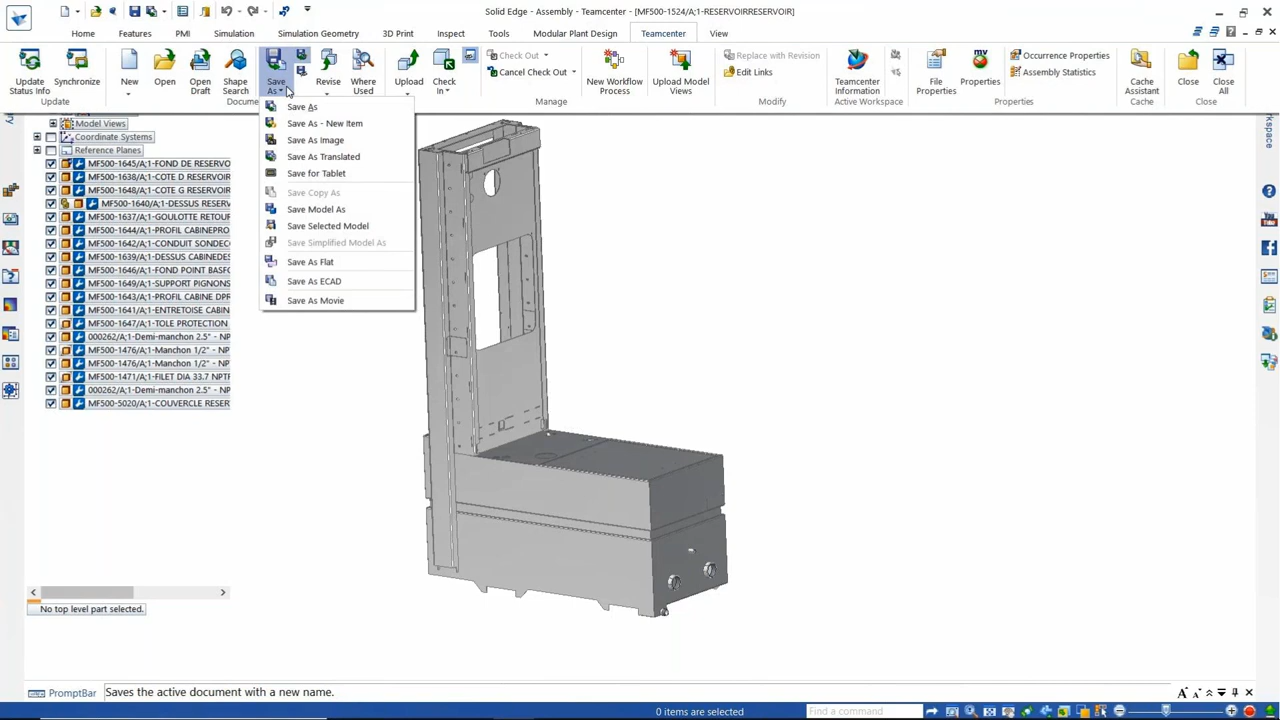 Solid Edge - Assembly - Teamcenter - [MF500-1524/A;1-RESERVOIRRESERVOIR]
Home Features PMI Simulation Simulation Geometry 3D Print Inspect Tools Modular Plant Design Teamcenter View
Update Status Info
Synchronize
Update
New
Open
Open Draft
Shape Search
Save As
Revise
Where Used
Docum
Upload
Check In
Check Out
Cancel Check Out
New Workflow Process
Upload Model Views
Manage
Replace with Revision
Edit Links
Modify
Teamcenter Information
Active Workspace
File Properties
Properties
Occurrence Properties
Assembly Statistics
Properties
Cache Assistant
Cache
Close
Close All
Close
Save As
Save As - New Item
Save As Image
Save As Translated
Save for Tablet
Save Copy As
Save Model As
Save Selected Model
Save Simplified Model As
Save As Flat
Save As ECAD
Save As Movie
Model Views
Coordinate Systems
Reference Planes
MF500-1645/A;1-FOND DE RESERVO
MF500-1638/A;1-COTE D RESERVO
MF500-1648/A;1-COTE G RESERVO
MF500-1640/A;1-DESSUS RESERV
MF500-1637/A;1-GOULOTTE RETOUR
MF500-1644/A;1-PROFIL CABINEPRO
MF500-1642/A;1-CONDUIT SONDEC
MF500-1639/A;1-DESSUS CABINEDES
MF500-1646/A;1-FOND POINT BASFO
MF500-1649/A;1-SUPPORT PIGNONS
MF500-1643/A;1-PROFIL CABINE DPR
MF500-1641/A;1-ENTRETOISE CABIN
MF500-1647/A;1-TOLE PROTECTION
000262/A;1-Demi-manchon 2.5" - NP
MF500-1476/A;1-Manchon 1/2" - NP
MF500-1476/A;1-Manchon 1/2" - NP
MF500-1471/A;1-FILET DIA 33.7 NPTF
000262/A;1-Demi-manchon 2.5" - NP
MF500-5020/A;1-COUVERCLE RESER
No top level part selected.
kspace
PromptBar
Saves the active document with a new name.
0 items are selected
Find a command